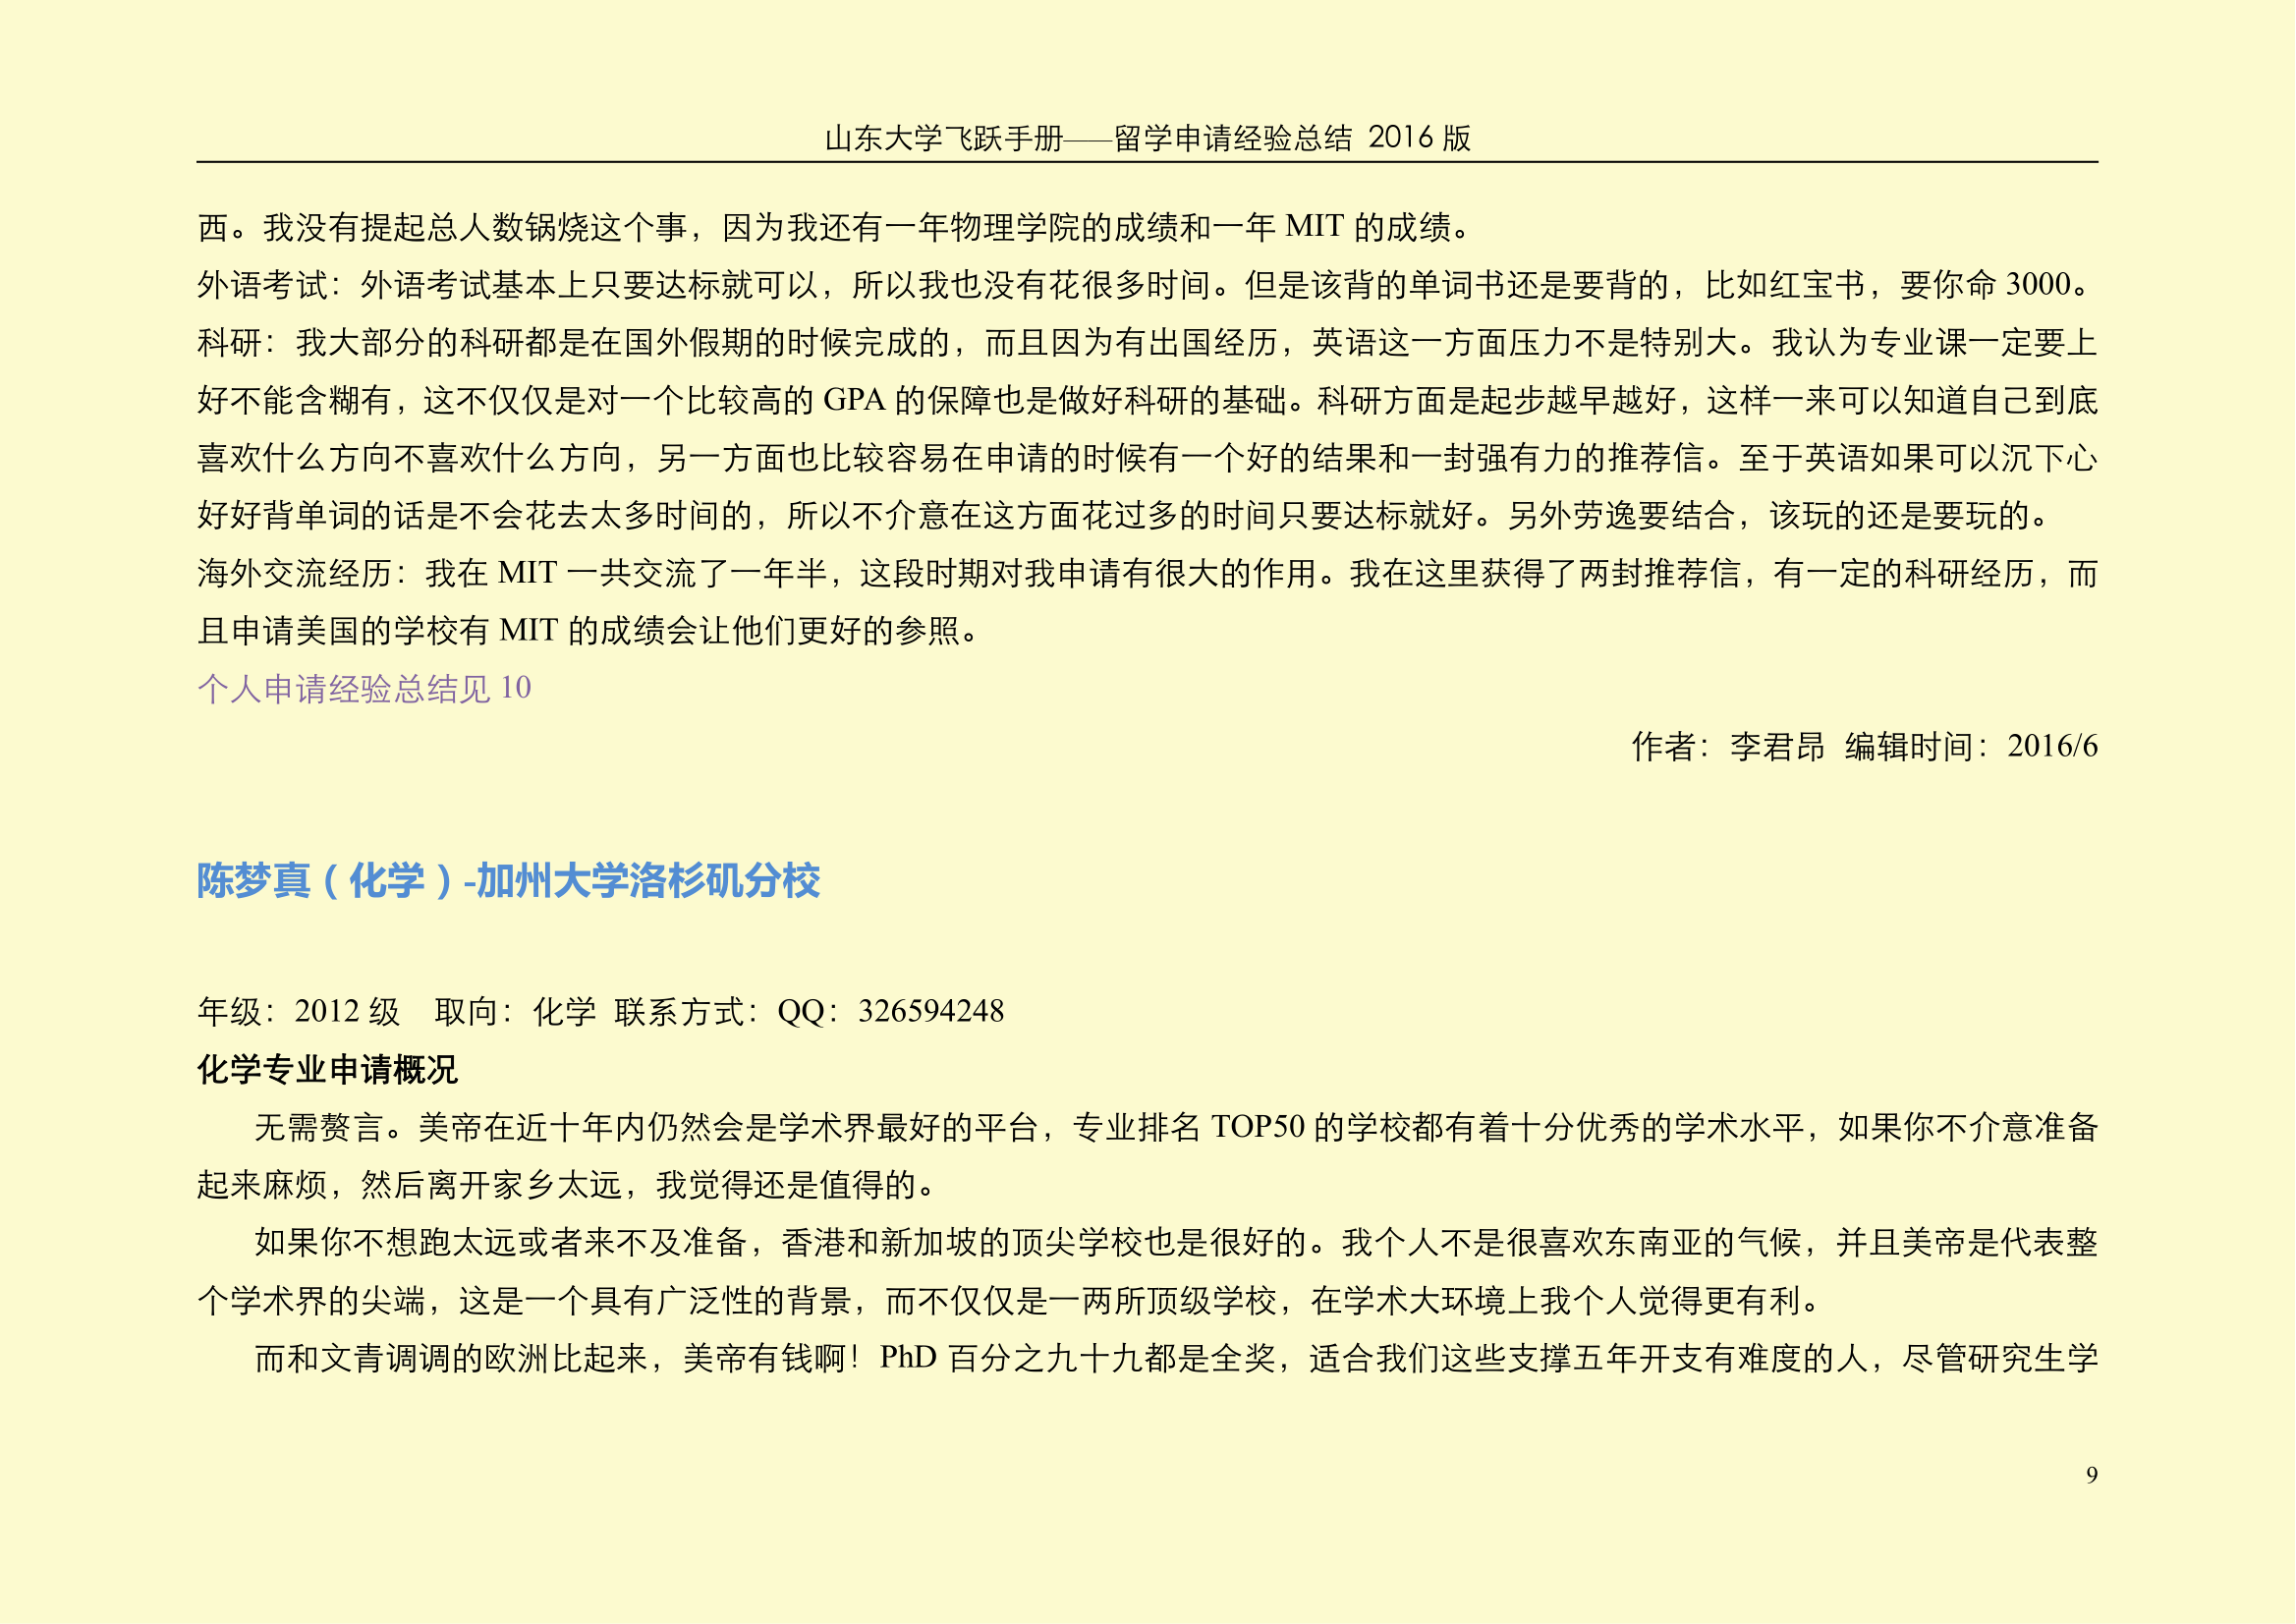 山东大学飞跃手册——留学申请经验总结 2016 版
西。我没有提起总人数锅烧这个事，因为我还有一年物理学院的成绩和一年 MIT 的成绩。
外语考试：外语考试基本上只要达标就可以，所以我也没有花很多时间。但是该背的单词书还是要背的，比如红宝书，要你命 3000。
科研：我大部分的科研都是在国外假期的时候完成的，而且因为有出国经历，英语这一方面压力不是特别大。我认为专业课一定要上
好不能含糊有，这不仅仅是对一个比较高的 GPA 的保障也是做好科研的基础。科研方面是起步越早越好，这样一来可以知道自己到底
喜欢什么方向不喜欢什么方向，另一方面也比较容易在申请的时候有一个好的结果和一封强有力的推荐信。至于英语如果可以沉下心
好好背单词的话是不会花去太多时间的，所以不介意在这方面花过多的时间只要达标就好。另外劳逸要结合，该玩的还是要玩的。
海外交流经历：我在 MIT 一共交流了一年半，这段时期对我申请有很大的作用。我在这里获得了两封推荐信，有一定的科研经历，而
且申请美国的学校有 MIT 的成绩会让他们更好的参照。
个人申请经验总结见 10
作者：李君昂 编辑时间：2016/6
陈梦真（化学）-加州大学洛杉矶分校
年级：2012 级 取向：化学 联系方式：QQ：326594248
化学专业申请概况
无需赘言。美帝在近十年内仍然会是学术界最好的平台，专业排名 TOP50 的学校都有着十分优秀的学术水平，如果你不介意准备
起来麻烦，然后离开家乡太远，我觉得还是值得的。
如果你不想跑太远或者来不及准备，香港和新加坡的顶尖学校也是很好的。我个人不是很喜欢东南亚的气候，并且美帝是代表整
个学术界的尖端，这是一个具有广泛性的背景，而不仅仅是一两所顶级学校，在学术大环境上我个人觉得更有利。
而和文青调调的欧洲比起来，美帝有钱啊！PhD 百分之九十九都是全奖，适合我们这些支撑五年开支有难度的人，尽管研究生学
9